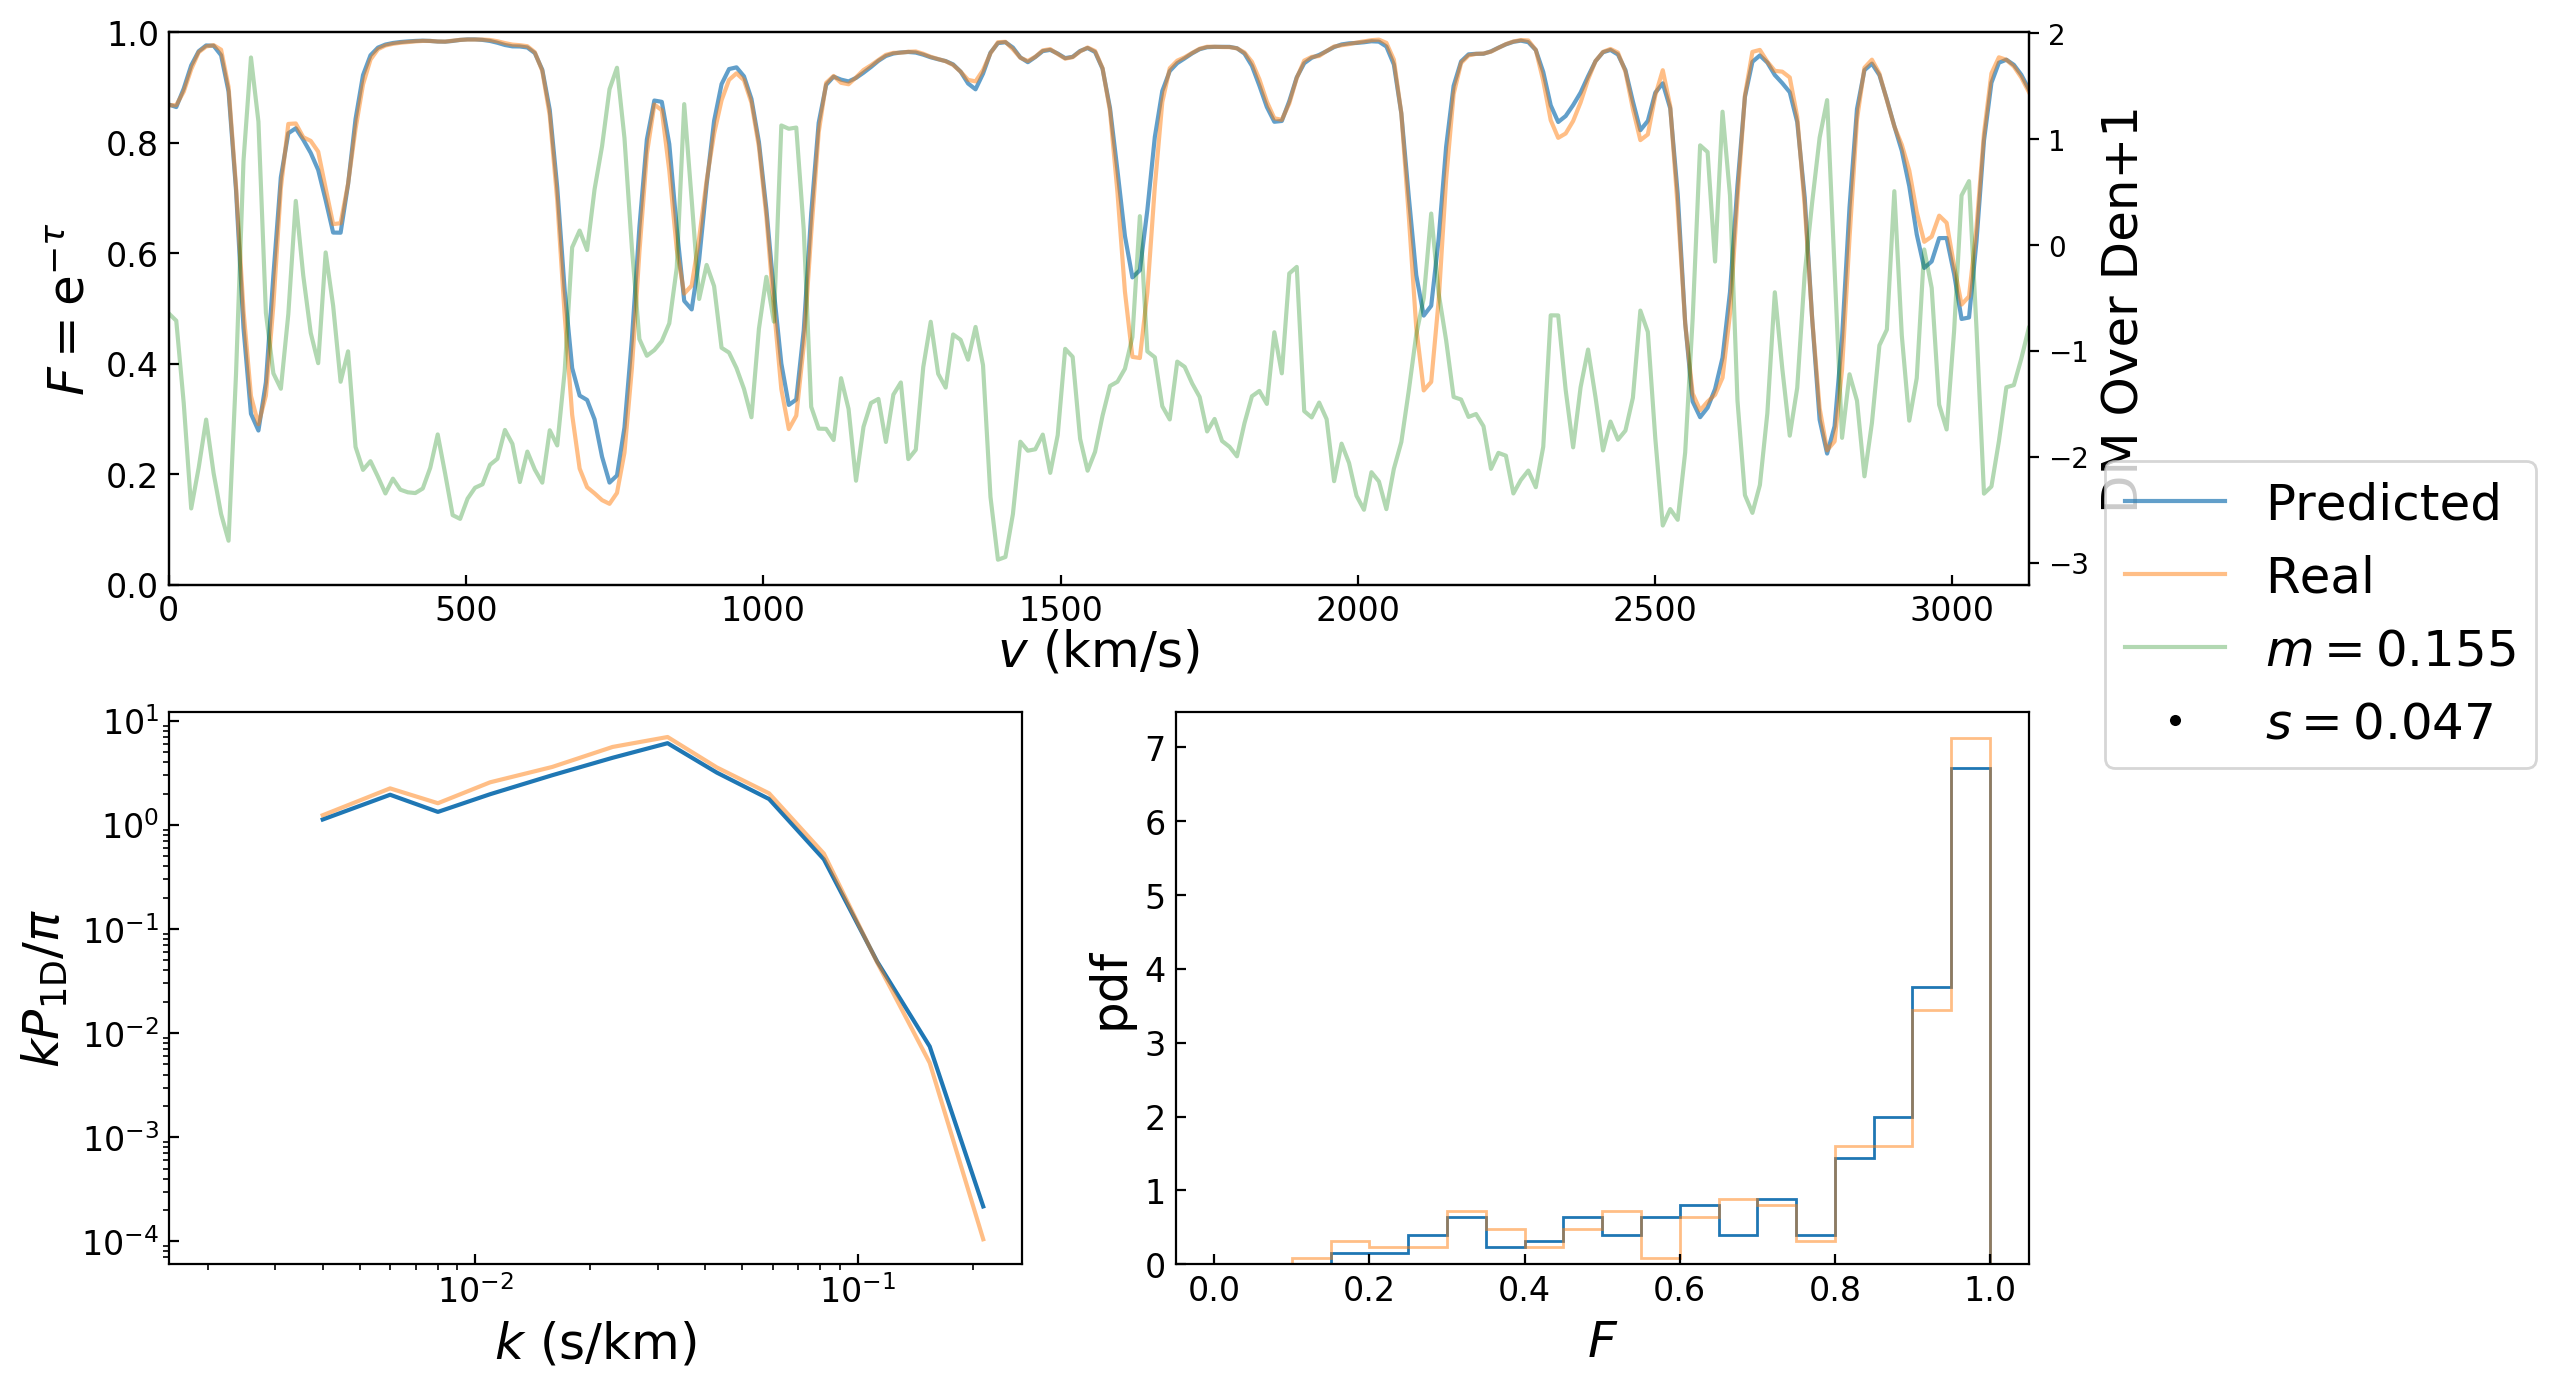 1.0
0.8
0.6
0.4
0.2
0.0
F = e^{−τ}
0 500 1000 1500 2000 2500 3000
v (km/s)
2
1
0
−1
−2
−3
DM Over Den+1
Predicted
Real
m = 0.155
s = 0.047
10^1
10^0
10^{−1}
10^{−2}
10^{−3}
10^{−4}
kP_{1D}/π
10^{−2} 10^{−1}
k (s/km)
7
6
5
4
3
2
1
0
pdf
0.0 0.2 0.4 0.6 0.8 1.0
F